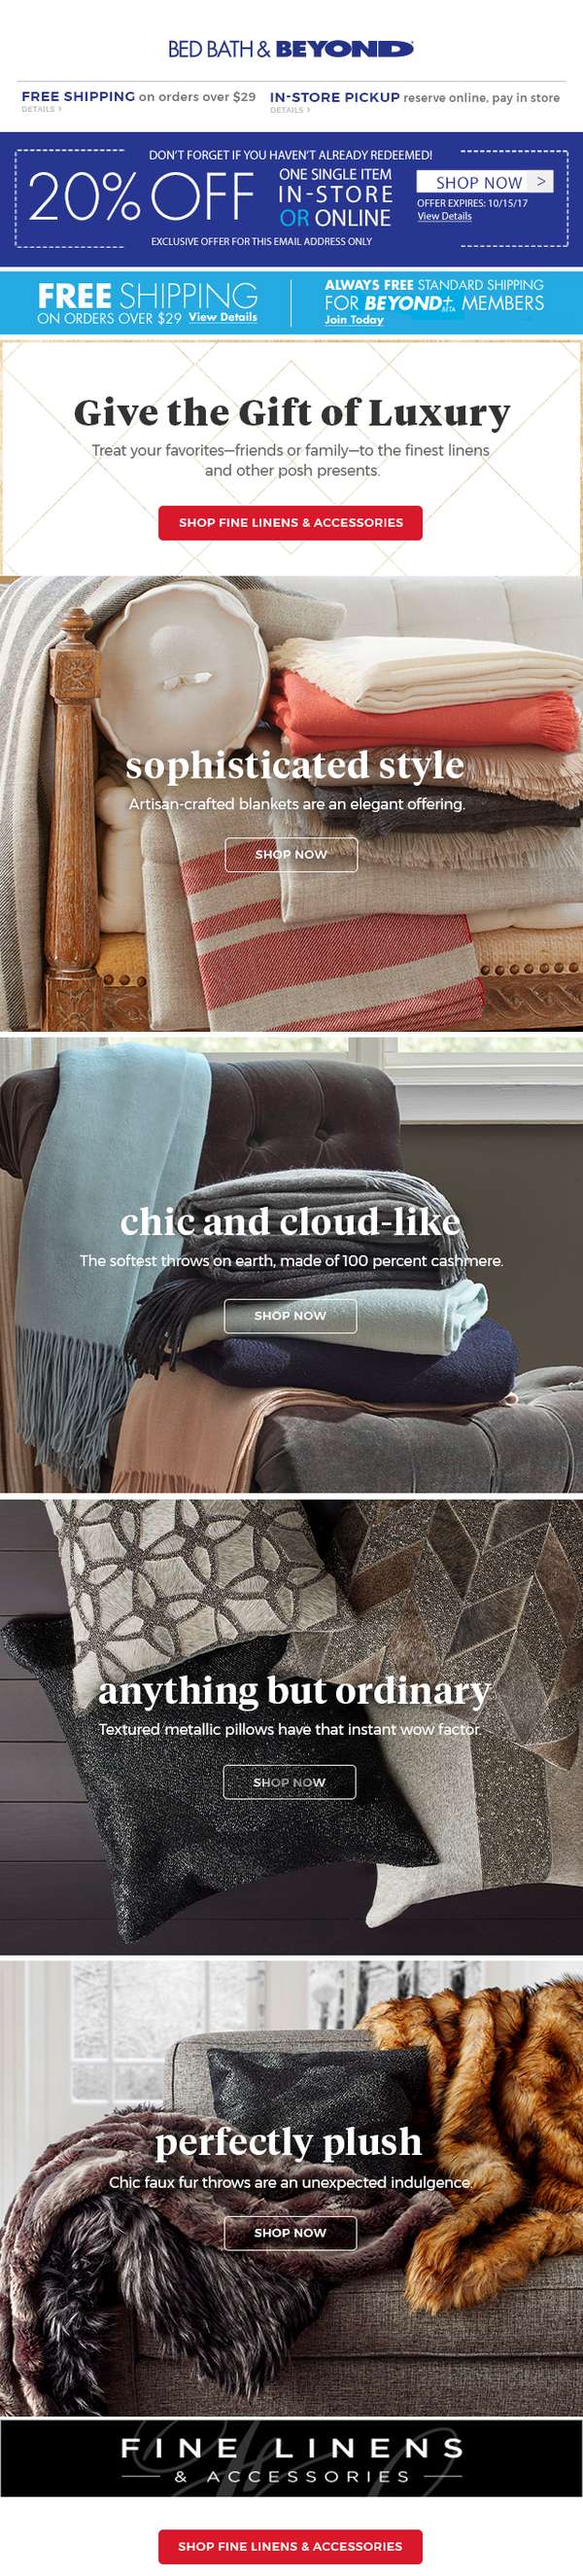 BED BATH & BEYOND
FREE SHIPPING on orders over $29 IN-STORE PICKUP reserve online, pay in store
DETAILS > DETAILS >
DON'T FORGET IF YOU HAVEN'T ALREADY REDEEMED!
20% OFF
ONE SINGLE ITEM
IN-STORE
OR ONLINE
SHOP NOW >
OFFER EXPIRES: 10/15/17
View Details
EXCLUSIVE OFFER FOR THIS EMAIL ADDRESS ONLY
FREE SHIPPING
ON ORDERS OVER $29 View Details
ALWAYS FREE STANDARD SHIPPING
FOR BEYOND+ BETA MEMBERS
Join Today
Give the Gift of Luxury
Treat your favorites—friends or family—to the finest linens
and other posh presents.
SHOP FINE LINENS & ACCESSORIES
sophisticated style
Artisan-crafted blankets are an elegant offering.
SHOP NOW
chic and cloud-like
The softest throws on earth, made of 100 percent cashmere.
SHOP NOW
anything but ordinary
Textured metallic pillows have that instant wow factor.
SHOP NOW
perfectly plush
Chic faux fur throws are an unexpected indulgence.
SHOP NOW
FINE LINENS
& ACCESSORIES
SHOP FINE LINENS & ACCESSORIES